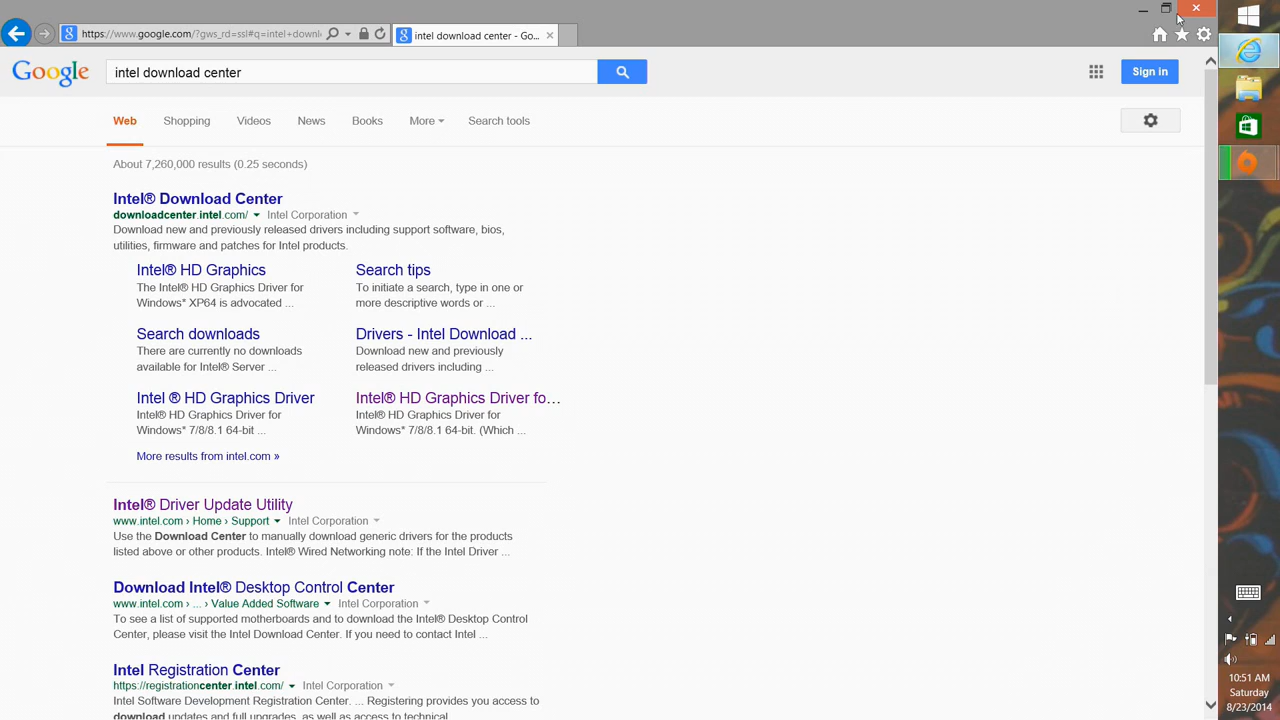 https://www.google.com/?gws_rd=ssl#q=intel+downl
intel download center - Go...
Google
intel download center
Sign in
Web Shopping Videos News Books More Search tools
About 7,260,000 results (0.25 seconds)
Intel® Download Center
downloadcenter.intel.com/ Intel Corporation
Download new and previously released drivers including support software, bios,
utilities, firmware and patches for Intel products.
Intel® HD Graphics
The Intel® HD Graphics Driver for
Windows* XP64 is advocated ...
Search tips
To initiate a search, type in one or
more descriptive words or ...
Search downloads
There are currently no downloads
available for Intel® Server ...
Drivers - Intel Download ...
Download new and previously
released drivers including ...
Intel ® HD Graphics Driver
Intel® HD Graphics Driver for
Windows* 7/8/8.1 64-bit ...
Intel® HD Graphics Driver fo...
Intel® HD Graphics Driver for
Windows* 7/8/8.1 64-bit. (Which ...
More results from intel.com »
Intel® Driver Update Utility
www.intel.com › Home › Support Intel Corporation
Use the Download Center to manually download generic drivers for the products
listed above or other products. Intel® Wired Networking note: If the Intel Driver ...
Download Intel® Desktop Control Center
www.intel.com › ... › Value Added Software Intel Corporation
To see a list of supported motherboards and to download the Intel® Desktop Control
Center, please visit the Intel Download Center. If you need to contact Intel ...
Intel Registration Center
https://registrationcenter.intel.com/ Intel Corporation
Intel Software Development Registration Center. ... Registering provides you access to
download updates and full upgrades, as well as access to technical
10:51 AM
Saturday
8/23/2014